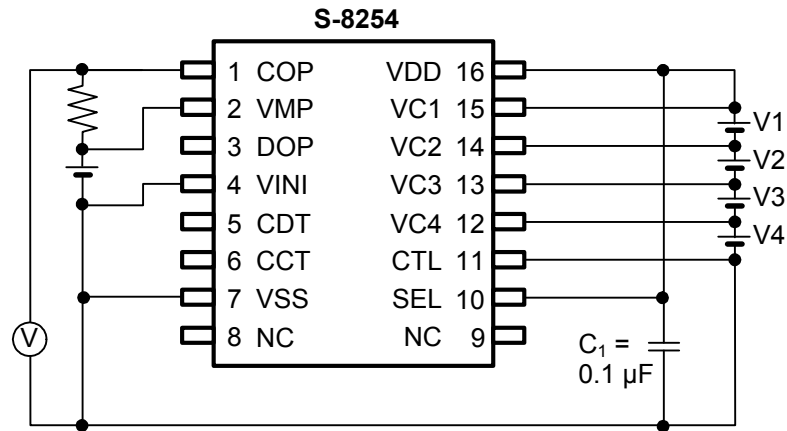 S-8254
1 COP VDD 16
2 VMP VC1 15
3 DOP VC2 14
4 VINI VC3 13
5 CDT VC4 12
6 CCT CTL 11
7 VSS SEL 10
8 NC NC 9
V1
V2
V3
V4
V
C₁ =
0.1 µF